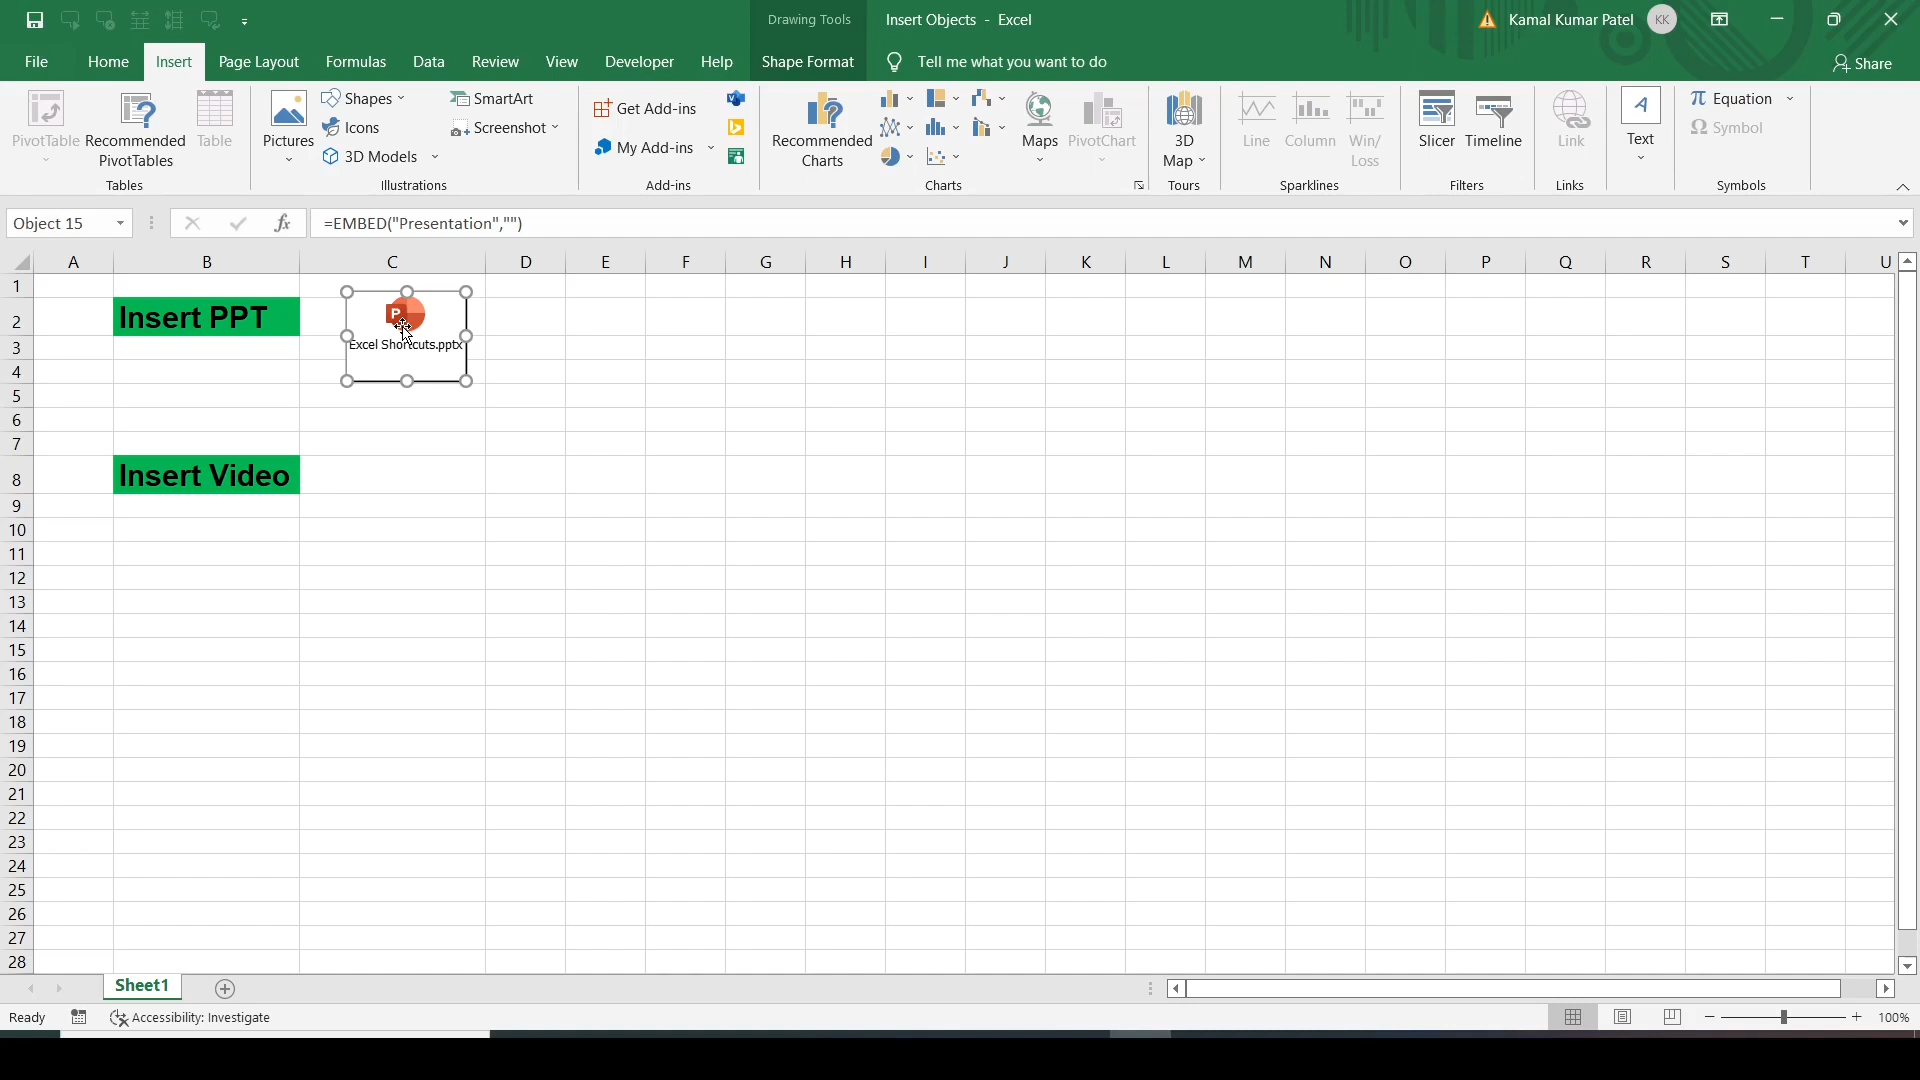 Drawing Tools
Insert Objects - Excel
Kamal Kumar Patel
KK
File
Home
Insert
Page Layout
Formulas
Data
Review
View
Developer
Help
Shape Format
Tell me what you want to do
Share
PivotTable
Recommended PivotTables
Table
Tables
Pictures
Shapes
Icons
3D Models
SmartArt
Screenshot
Illustrations
Get Add-ins
My Add-ins
Add-ins
Recommended Charts
Maps
PivotChart
Charts
3D Map
Tours
Line
Column
Win/Loss
Sparklines
Slicer
Timeline
Filters
Link
Links
A
Text
π Equation
Ω Symbol
Symbols
Object 15
fx
=EMBED("Presentation","")
A B C D E F G H I J K L M N O P Q R S T U
1
2 Insert PPT
P
Excel Shortcuts.pptx
3
4
5
6
7
8 Insert Video
9
10
11
12
13
14
15
16
17
18
19
20
21
22
23
24
25
26
27
28
Sheet1
Ready
Accessibility: Investigate
100%